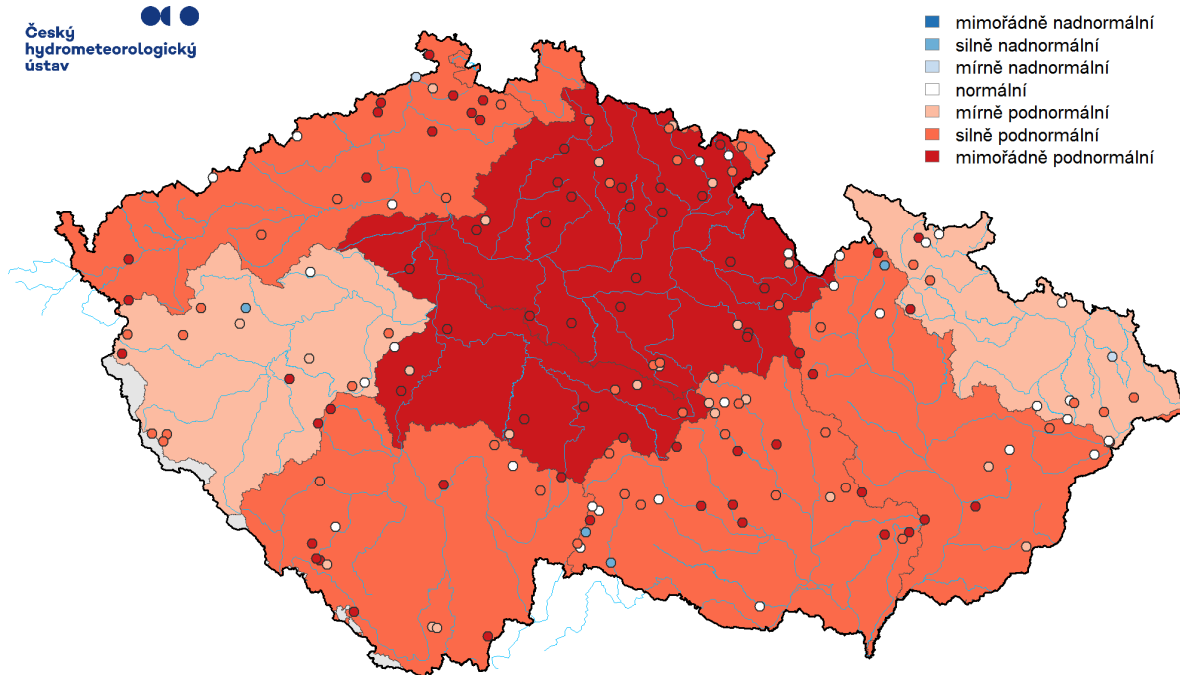 Český
hydrometeorologický
ústav
mimořádně nadnormální
silně nadnormální
mírně nadnormální
normální
mírně podnormální
silně podnormální
mimořádně podnormální